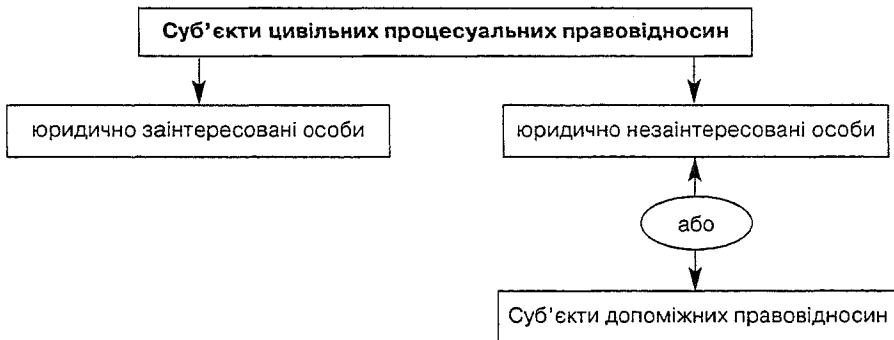 Суб’єкти цивільних процесуальних правовідносин
юридично заінтересовані особи
юридично незаінтересовані особи
або
Суб’єкти допоміжних правовідносин